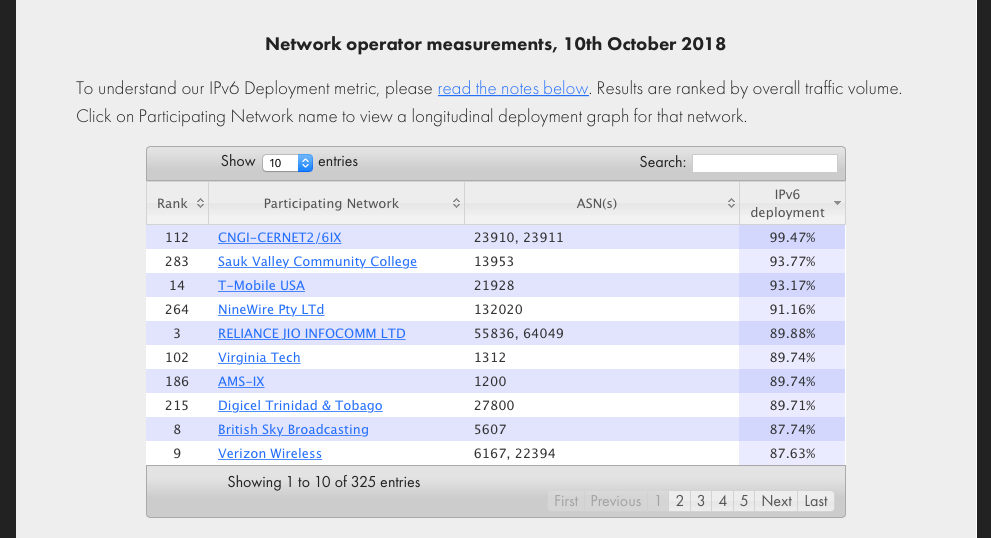 Network operator measurements, 10th October 2018
To understand our IPv6 Deployment metric, please read the notes below. Results are ranked by overall traffic volume.
Click on Participating Network name to view a longitudinal deployment graph for that network.
Show 10 entries Search:
Rank Participating Network ASN(s) IPv6 deployment
112 CNGI-CERNET2/6IX 23910, 23911 99.47%
283 Sauk Valley Community College 13953 93.77%
14 T-Mobile USA 21928 93.17%
264 NineWire Pty LTd 132020 91.16%
3 RELIANCE JIO INFOCOMM LTD 55836, 64049 89.88%
102 Virginia Tech 1312 89.74%
186 AMS-IX 1200 89.74%
215 Digicel Trinidad & Tobago 27800 89.71%
8 British Sky Broadcasting 5607 87.74%
9 Verizon Wireless 6167, 22394 87.63%
Showing 1 to 10 of 325 entries
First Previous 1 2 3 4 5 Next Last